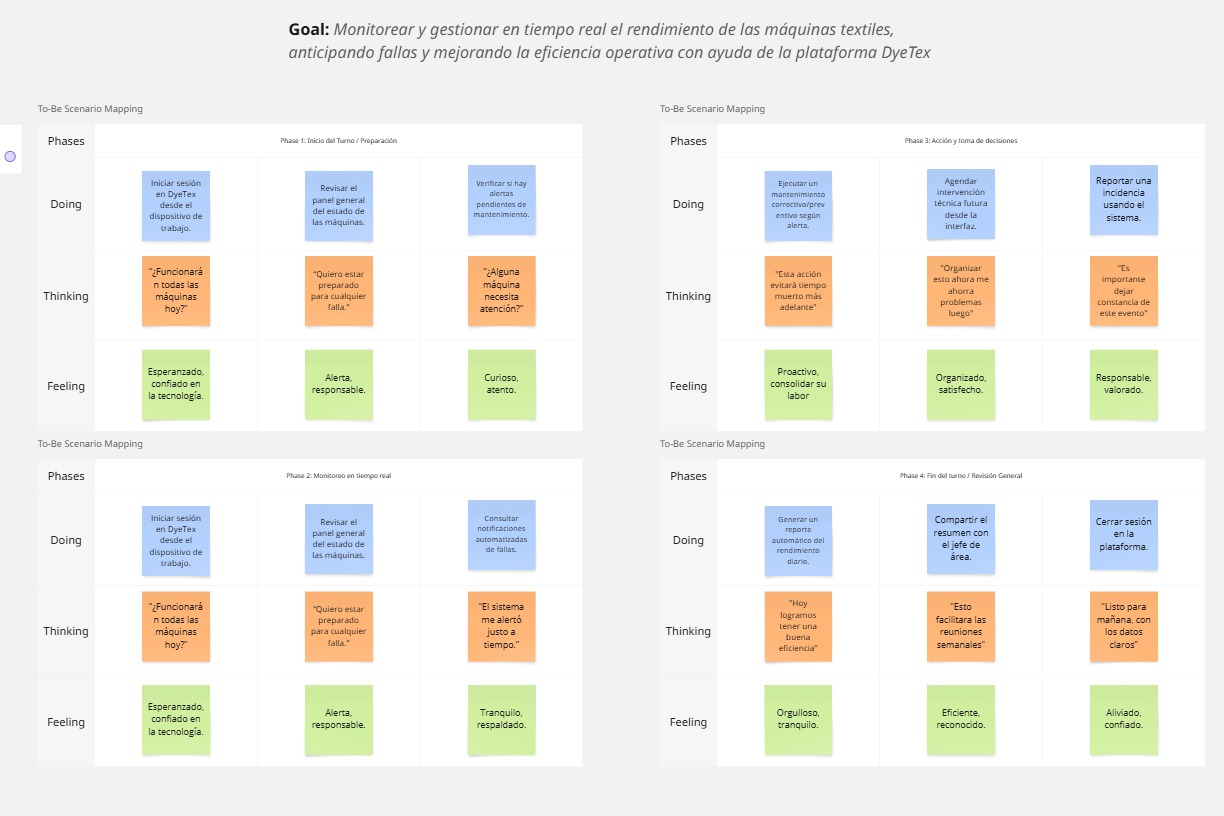 Goal: Monitorear y gestionar en tiempo real el rendimiento de las máquinas textiles,
anticipando fallas y mejorando la eficiencia operativa con ayuda de la plataforma DyeTex
To-Be Scenario Mapping
Phases
Phase 1: Inicio del Turno / Preparación
Doing
Iniciar sesión
en DyeTex
desde el
dispositivo de
trabajo.
Revisar el
panel general
del estado de
las máquinas.
Verificar si hay
alertas
pendientes de
mantenimiento.
Thinking
“¿Funcionará
n todas las
máquinas
hoy?”
“Quiero estar
preparado
para cualquier
falla.”
“¿Alguna
máquina
necesita
atención?”
Feeling
Esperanzado,
confiado en
la tecnología.
Alerta,
responsable.
Curioso,
atento.
To-Be Scenario Mapping
Phases
Phase 3: Acción y toma de decisiones
Doing
Ejecutar un
mantenimiento
correctivo/prev
entivo según
alerta.
Agendar
intervención
técnica futura
desde la
interfaz.
Reportar una
incidencia
usando el
sistema.
Thinking
"Esta acción
evitará tiempo
muerto más
adelante"
"Organizar
esto ahora me
ahorra
problemas
luego"
"Es
importante
dejar
constancia de
este evento"
Feeling
Proactivo,
consolidar su
labor
Organizado,
satisfecho.
Responsable,
valorado.
To-Be Scenario Mapping
Phases
Phase 2: Monitoreo en tiempo real
Doing
Iniciar sesión
en DyeTex
desde el
dispositivo de
trabajo.
Revisar el
panel general
del estado de
las máquinas.
Consultar
notificaciones
automatizadas
de fallas.
Thinking
“¿Funcionará
n todas las
máquinas
hoy?”
“Quiero estar
preparado
para cualquier
falla.”
“El sistema
me alertó
justo a
tiempo.”
Feeling
Esperanzado,
confiado en
la tecnología.
Alerta,
responsable.
Tranquilo,
respaldado.
To-Be Scenario Mapping
Phases
Phase 4: Fin del turno / Revisión General
Doing
Generar un
reporte
automático del
rendimiento
diario.
Compartir el
resumen con
el jefe de
área.
Cerrar sesión
en la
plataforma.
Thinking
"Hoy
logramos
tener una
buena
eficiencia"
"Esto
facilitara las
reuniones
semanales"
"Listo para
mañana, con
los datos
claros"
Feeling
Orgulloso,
tranquilo.
Eficiente,
reconocido.
Aliviado,
confiado.